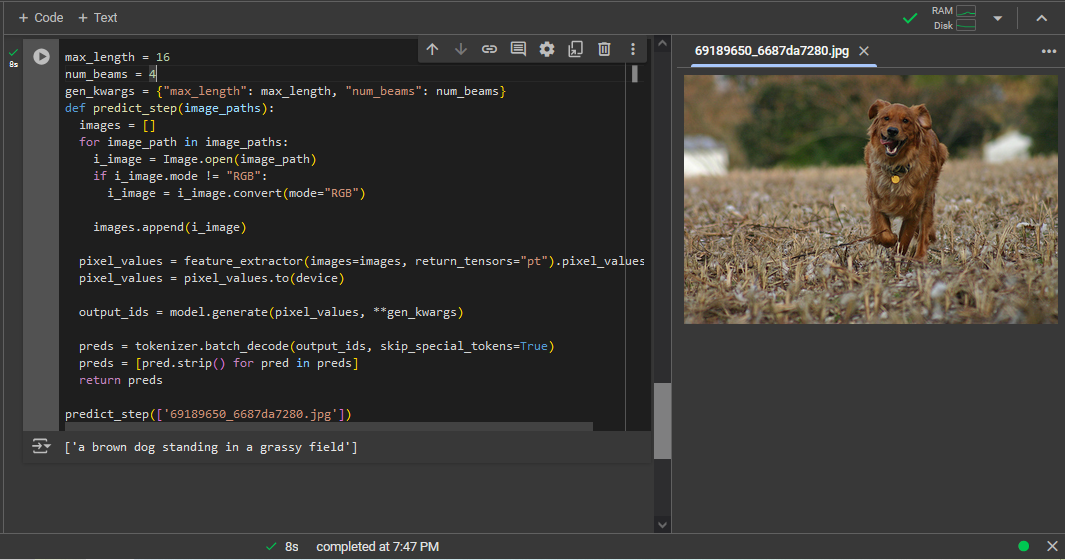 + Code + Text
RAM
Disk
8s
max_length = 16
num_beams = 4
gen_kwargs = {"max_length": max_length, "num_beams": num_beams}
def predict_step(image_paths):
  images = []
  for image_path in image_paths:
    i_image = Image.open(image_path)
    if i_image.mode != "RGB":
      i_image = i_image.convert(mode="RGB")
    images.append(i_image)
  pixel_values = feature_extractor(images=images, return_tensors="pt").pixel_values
  pixel_values = pixel_values.to(device)
  output_ids = model.generate(pixel_values, **gen_kwargs)
  preds = tokenizer.batch_decode(output_ids, skip_special_tokens=True)
  preds = [pred.strip() for pred in preds]
  return preds
predict_step(['69189650_6687da7280.jpg'])
['a brown dog standing in a grassy field']
69189650_6687da7280.jpg
8s completed at 7:47 PM